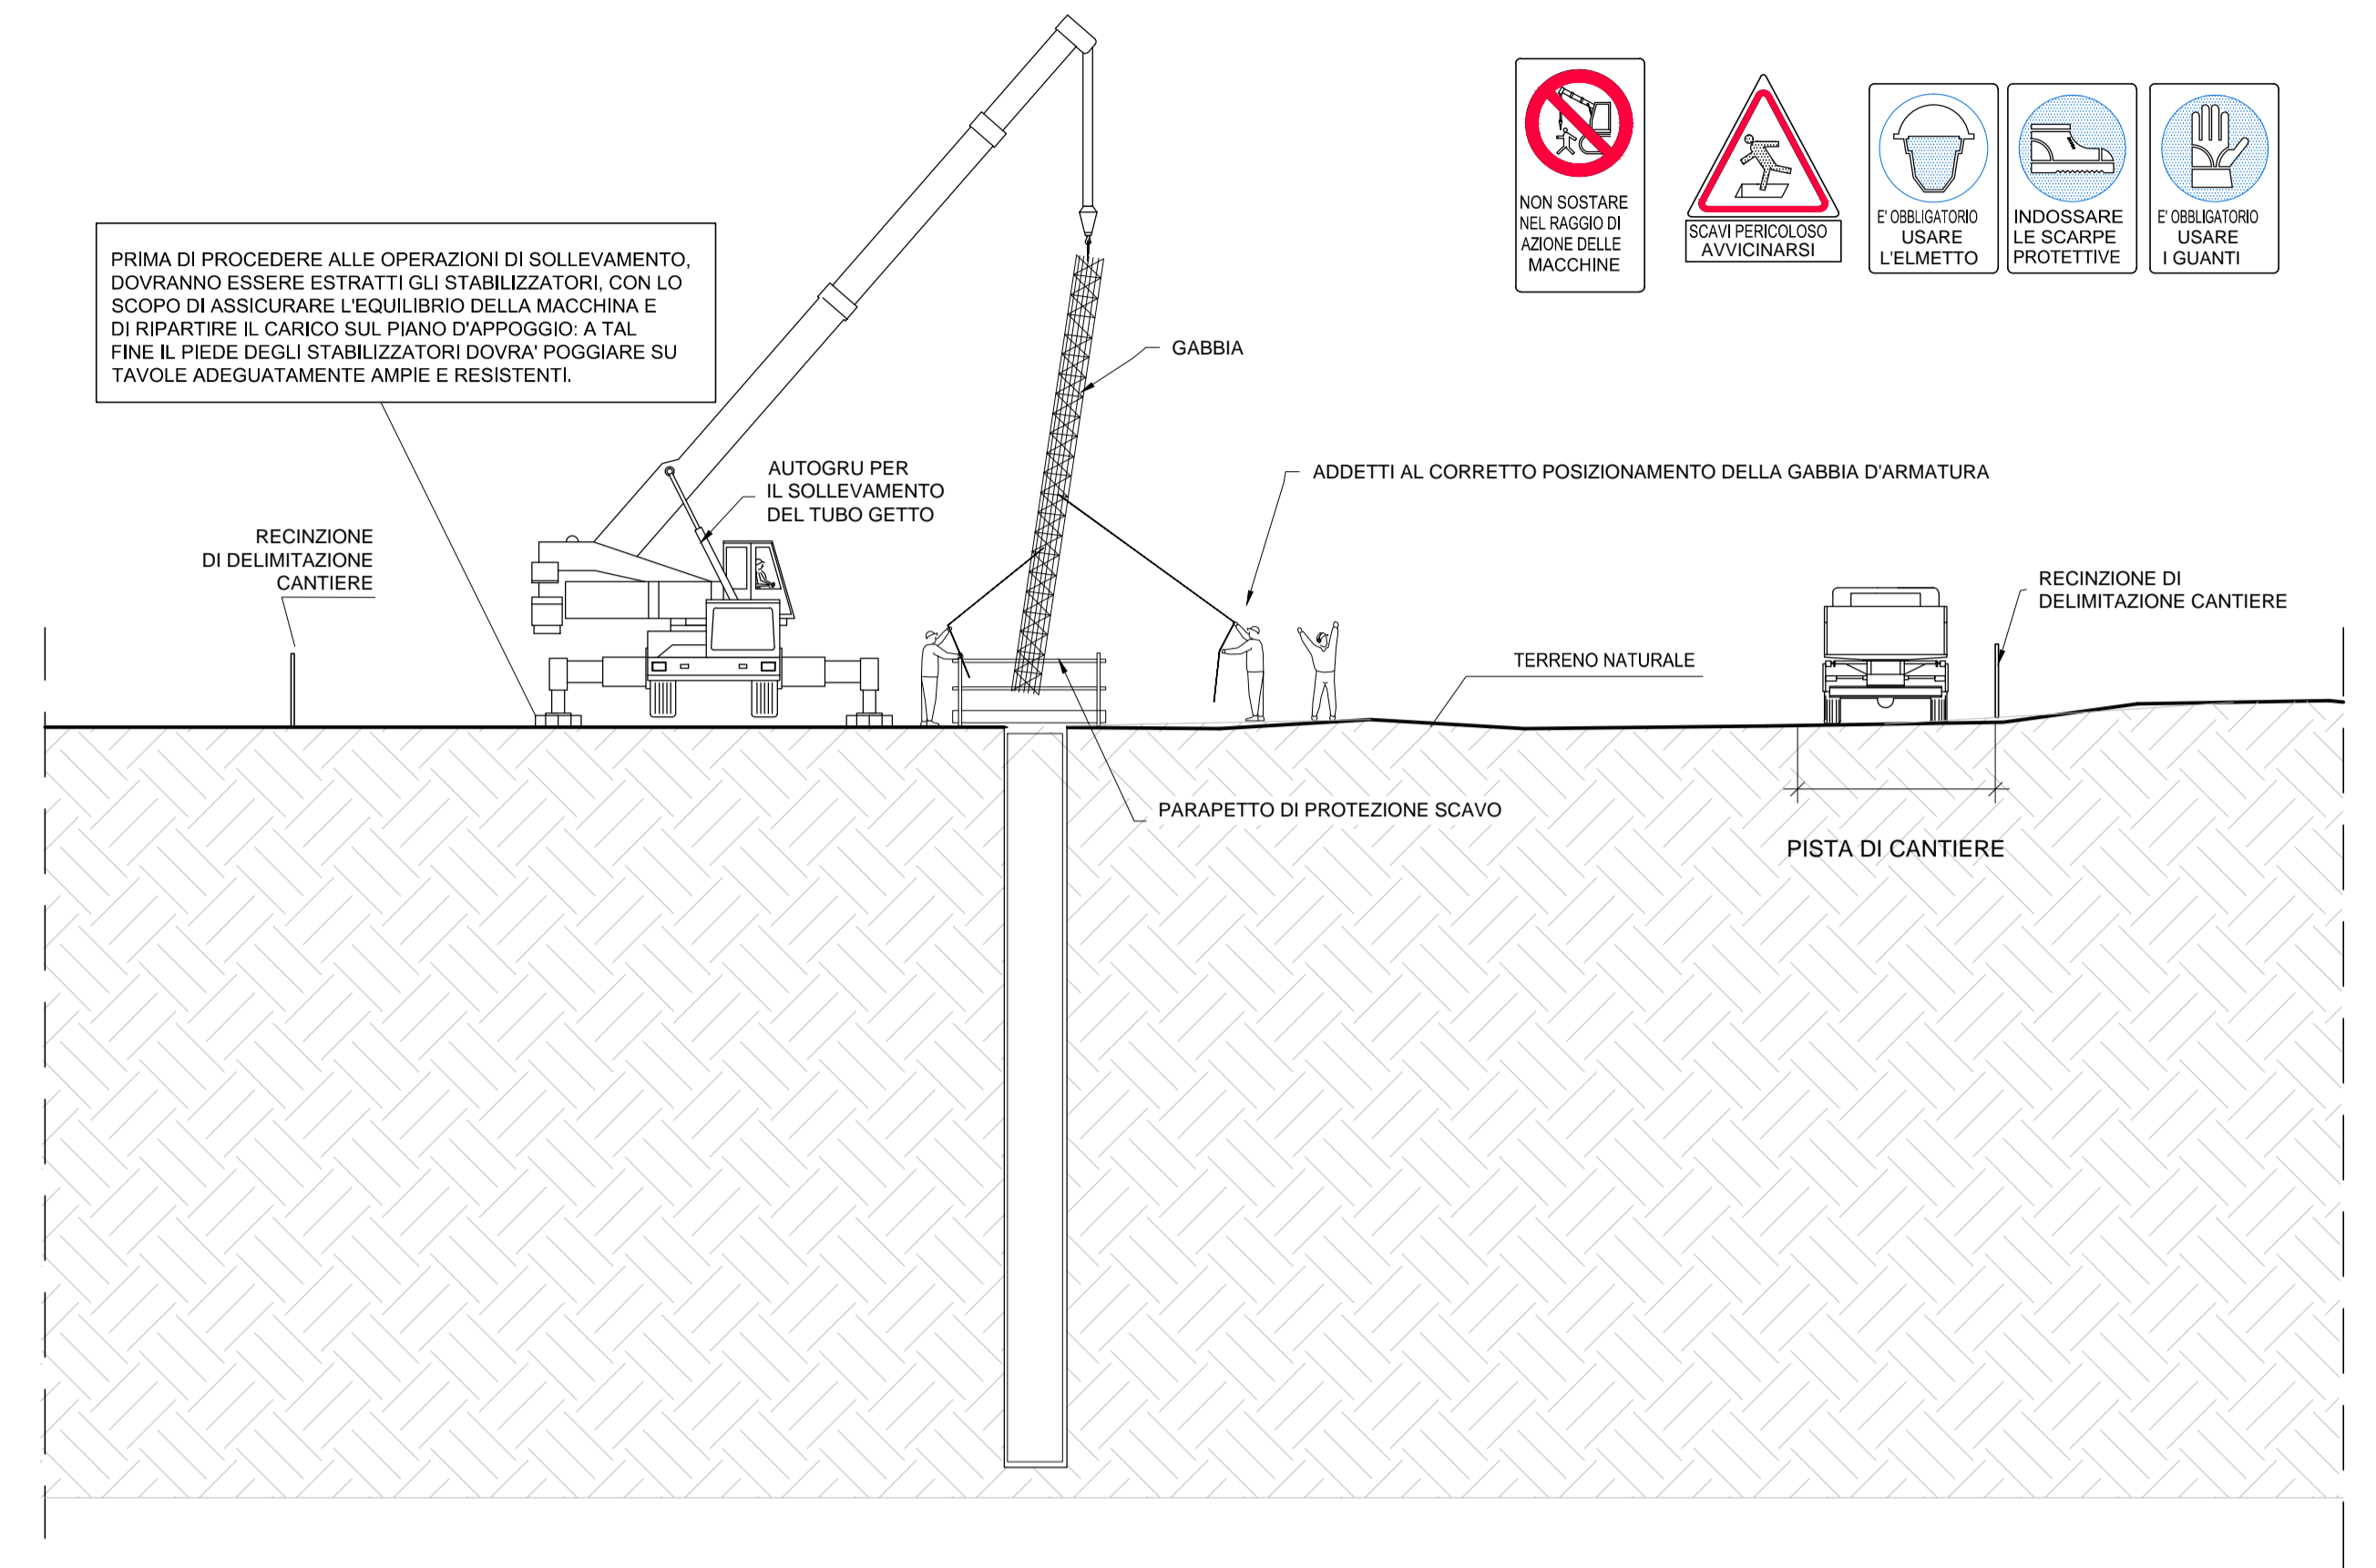 NON SOSTARE
NEL RAGGIO DI
AZIONE DELLE
MACCHINE
SCAVI PERICOLOSO
AVVICINARSI
E' OBBLIGATORIO
USARE
L'ELMETTO
INDOSSARE
LE SCARPE
PROTETTIVE
E' OBBLIGATORIO
USARE
I GUANTI
PRIMA DI PROCEDERE ALLE OPERAZIONI DI SOLLEVAMENTO,
DOVRANNO ESSERE ESTRATTI GLI STABILIZZATORI, CON LO
SCOPO DI ASSICURARE L'EQUILIBRIO DELLA MACCHINA E
DI RIPARTIRE IL CARICO SUL PIANO D'APPOGGIO: A TAL
FINE IL PIEDE DEGLI STABILIZZATORI DOVRA' POGGIARE SU
TAVOLE ADEGUATAMENTE AMPIE E RESISTENTI.
GABBIA
AUTOGRU PER
IL SOLLEVAMENTO
DEL TUBO GETTO
ADDETTI AL CORRETTO POSIZIONAMENTO DELLA GABBIA D'ARMATURA
RECINZIONE
DI DELIMITAZIONE
CANTIERE
RECINZIONE DI
DELIMITAZIONE CANTIERE
TERRENO NATURALE
PARAPETTO DI PROTEZIONE SCAVO
PISTA DI CANTIERE